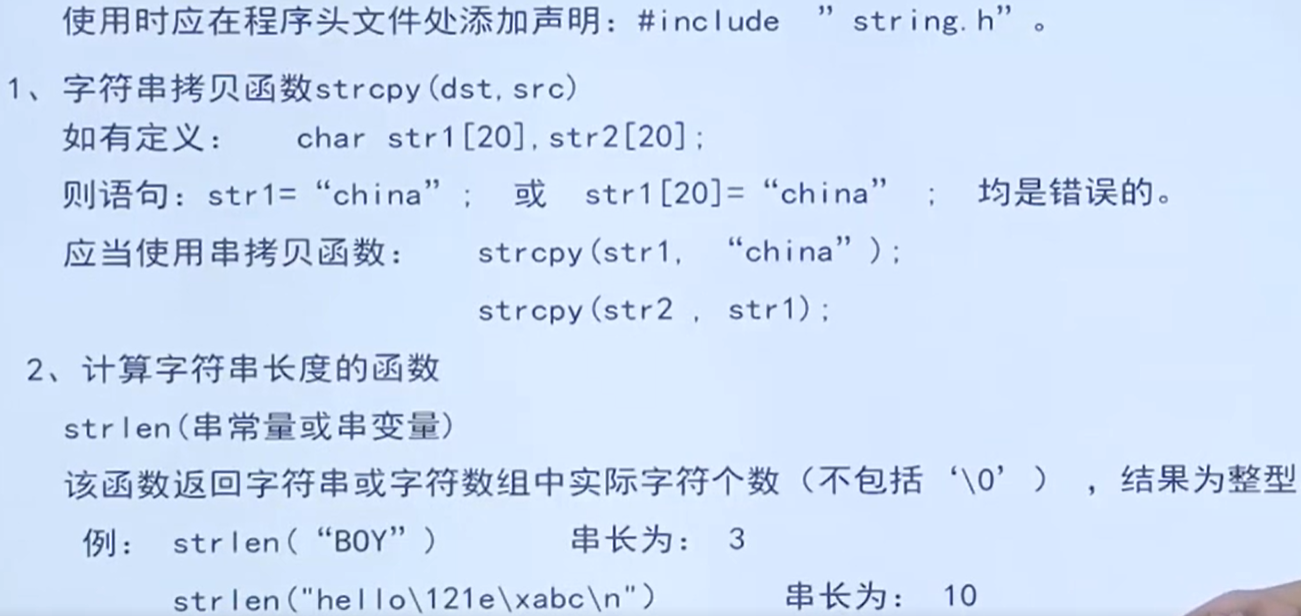 使用时应在程序头文件处添加声明：#include ”string.h”。
1、字符串拷贝函数strcpy(dst,src)
如有定义： char str1[20],str2[20];
则语句：str1=“china”; 或 str1[20]=“china” ; 均是错误的。
应当使用串拷贝函数： strcpy(str1, “china”);
strcpy(str2 , str1);
2、计算字符串长度的函数
strlen(串常量或串变量)
该函数返回字符串或字符数组中实际字符个数（不包括‘\0’），结果为整型
例： strlen(“BOY”) 串长为： 3
strlen("hello\121e\xabc\n") 串长为： 10